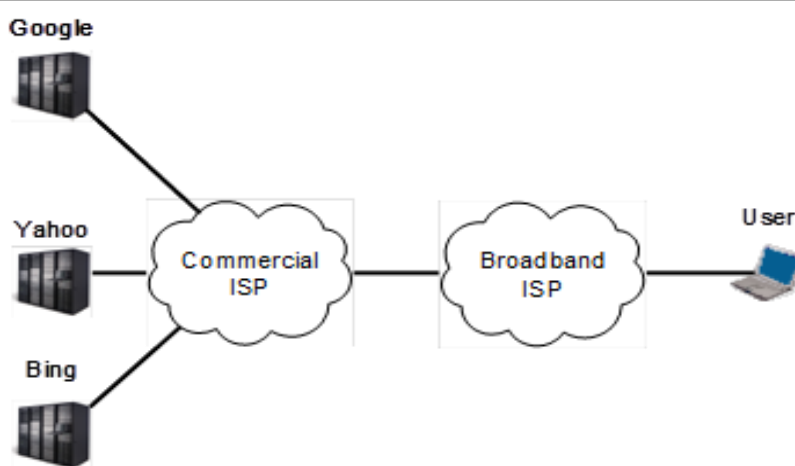 Google
Yahoo
Commercial
ISP
Broadband
ISP
User
Bing